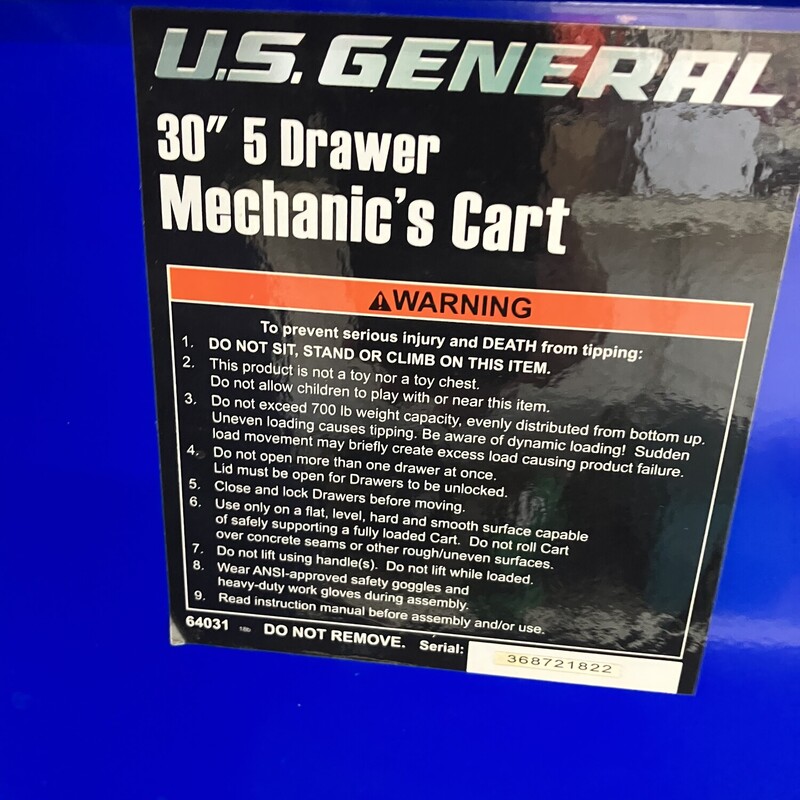 U.S. GENERAL
30" 5 Drawer
Mechanic's Cart
WARNING
To prevent serious injury and DEATH from tipping:
1. DO NOT SIT, STAND OR CLIMB ON THIS ITEM.
2. This product is not a toy nor a toy chest.
Do not allow children to play with or near this item.
3. Do not exceed 700 lb weight capacity, evenly distributed from bottom up.
Uneven loading causes tipping. Be aware of dynamic loading! Sudden
load movement may briefly create excess load causing product failure.
4. Do not open more than one drawer at once.
Lid must be open for Drawers to be unlocked.
5. Close and lock Drawers before moving.
6. Use only on a flat, level, hard and smooth surface capable
of safely supporting a fully loaded Cart. Do not roll Cart
over concrete seams or other rough/uneven surfaces.
7. Do not lift using handle(s). Do not lift while loaded.
8. Wear ANSI-approved safety goggles and
heavy-duty work gloves during assembly.
9. Read instruction manual before assembly and/or use.
64031 18b DO NOT REMOVE. Serial: 368721822